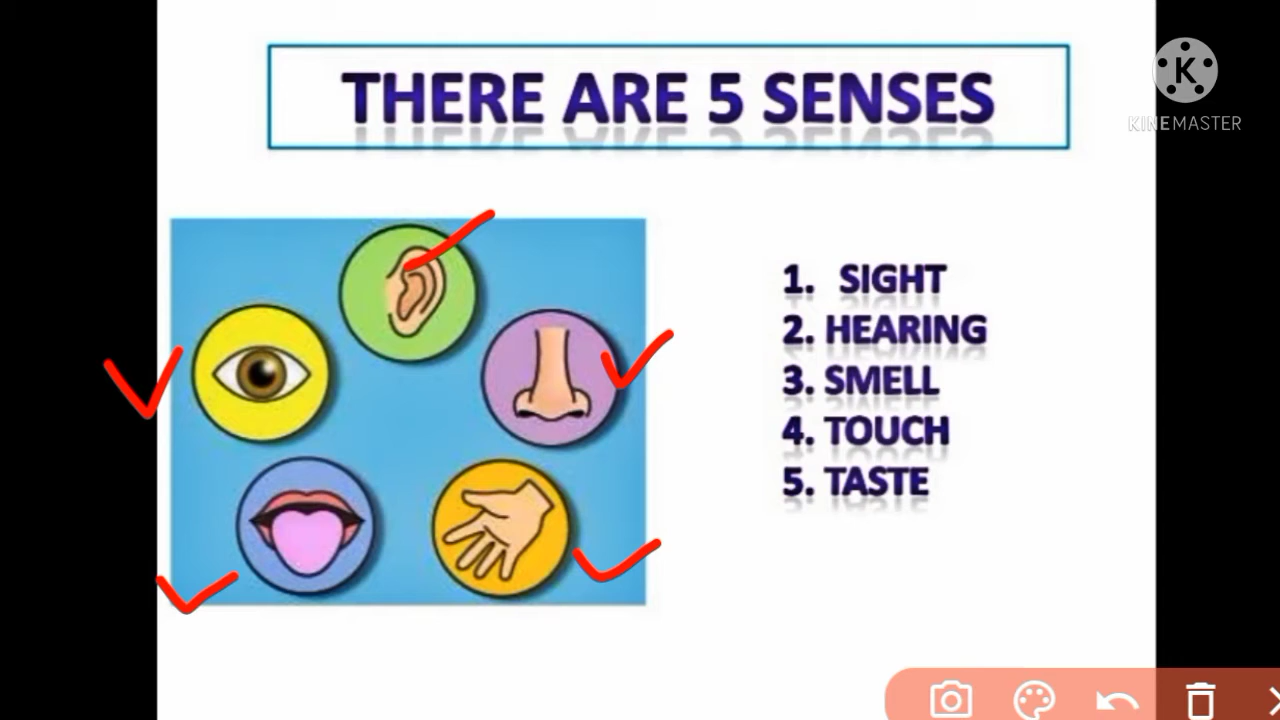 THERE ARE 5 SENSES
K
KINEMASTER
1. SIGHT
2. HEARING
3. SMELL
4. TOUCH
5. TASTE